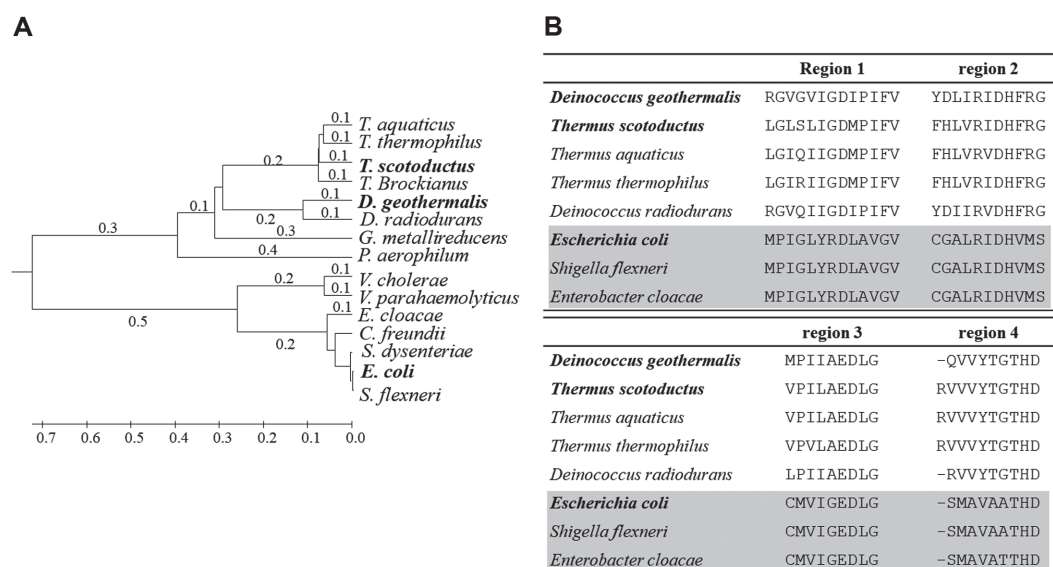 A
0.1
T. aquaticus
0.1
T. thermophilus
0.2
0.1
T. scotoductus
0.1
T. Brockianus
0.1
0.1
D. geothermalis
0.2
0.1
D. radiodurans
0.3
0.3
G. metallireducens
0.4
P. aerophilum
0.2
0.1
V. cholerae
0.1
V. parahaemolyticus
0.5
0.1
E. cloacae
0.2
C. freundii
S. dysenteriae
E. coli
S. flexneri
0.7 0.6 0.5 0.4 0.3 0.2 0.1 0.0
B
Region 1 region 2
Deinococcus geothermalis RGVGVIGDIPIFV YDLIRIDHFRG
Thermus scotoductus LGLSLIGDMPIFV FHLVRIDHFRG
Thermus aquaticus LGIQIIGDMPIFV FHLVRVDHFRG
Thermus thermophilus LGIRIIGDMPIFV FHLVRIDHFRG
Deinococcus radiodurans RGVQIIGDIPIFV YDIIRVDHFRG
Escherichia coli MPIGLYRDLAVGV CGALRIDHVMS
Shigella flexneri MPIGLYRDLAVGV CGALRIDHVMS
Enterobacter cloacae MPIGLYRDLAVGV CGALRIDHVMS
region 3 region 4
Deinococcus geothermalis MPIIAEDLG -QVVYTGTHD
Thermus scotoductus VPILAEDLG RVVVYTGTHD
Thermus aquaticus VPILAEDLG RVVVYTGTHD
Thermus thermophilus VPVLAEDLG RVVVYTGTHD
Deinococcus radiodurans LPIIAEDLG -RVVYTGTHD
Escherichia coli CMVIGEDLG -SMAVAATHD
Shigella flexneri CMVIGEDLG -SMAVAATHD
Enterobacter cloacae CMVIGEDLG -SMAVATTHD